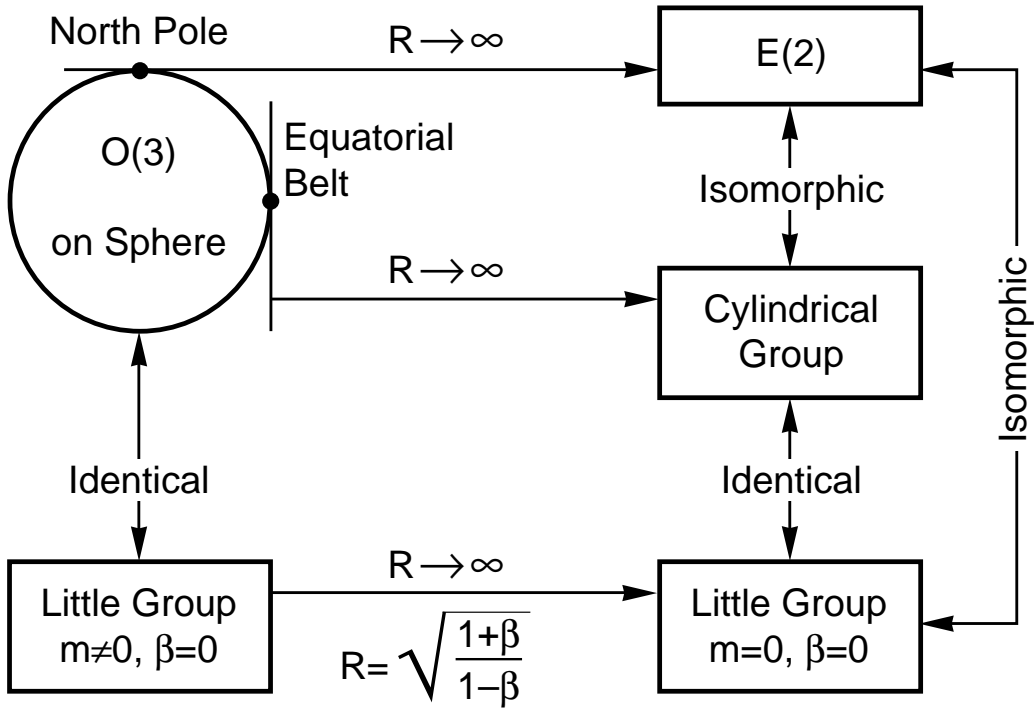 North Pole
R → ∞
E(2)
O(3)
on Sphere
Equatorial
Belt
Isomorphic
R → ∞
Cylindrical
Group
Isomorphic
Identical
Identical
R → ∞
Little Group
m≠0, β=0
R= √(1+β / 1−β)
Little Group
m=0, β=0